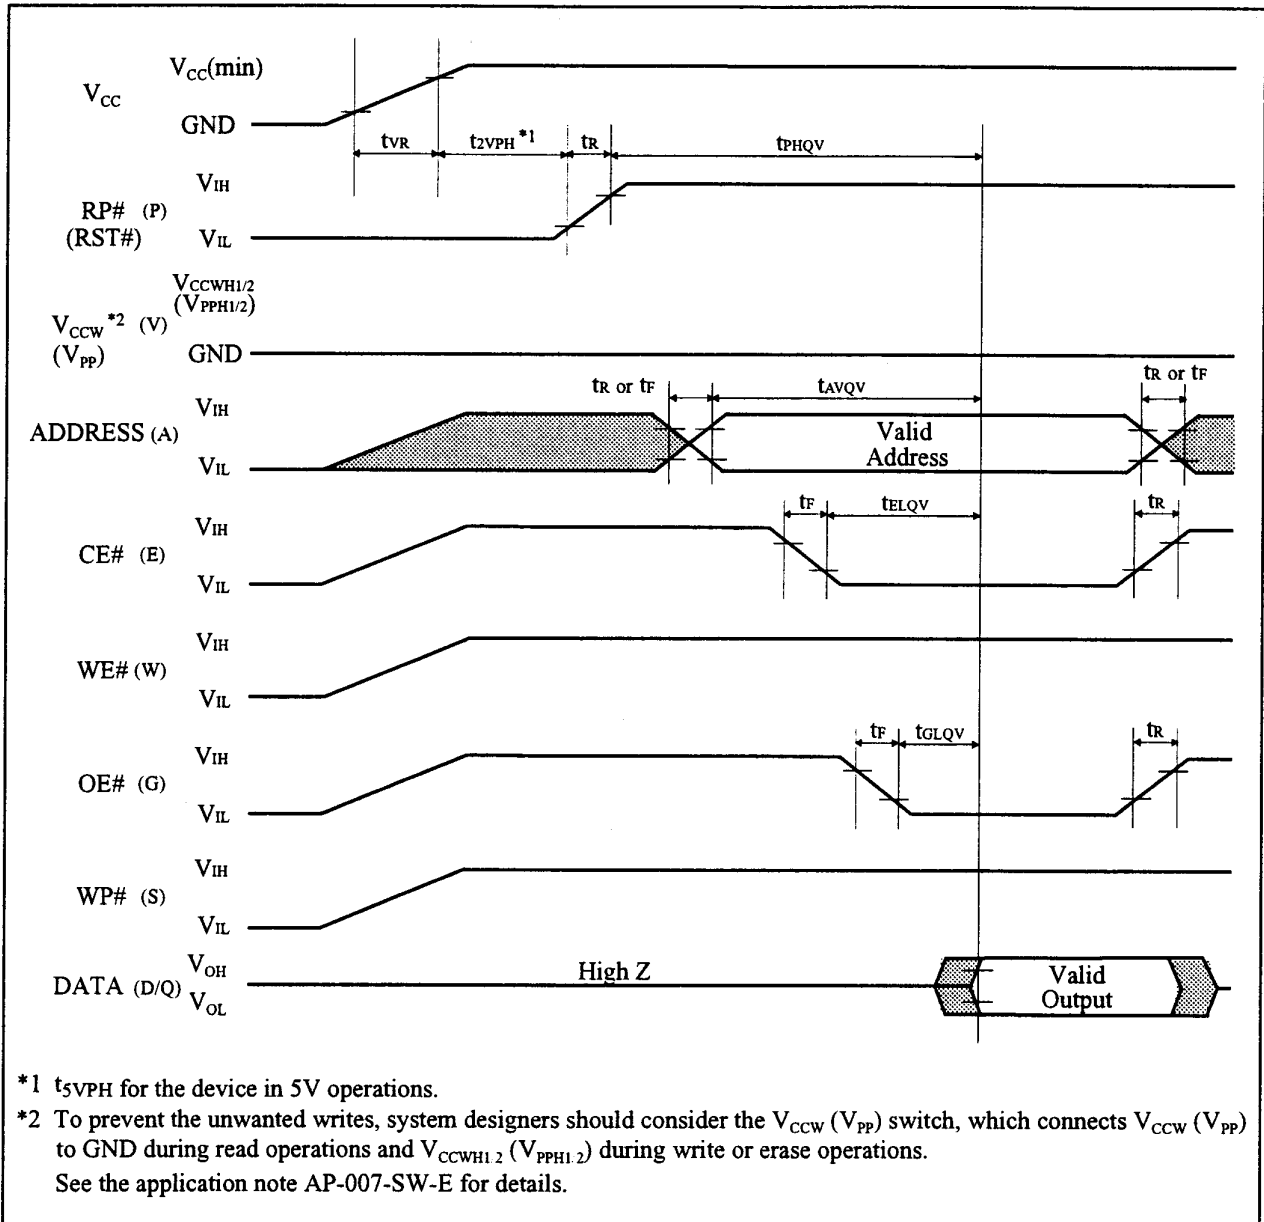 VCC VCC(min)
GND
tVR t2VPH *1 tR tPHQV
RP# (P) VIH
(RST#) VIL
VCCWH1/2
(VPPH1/2)
VCCW *2 (V)
(VPP) GND
tR or tF tAVQV tR or tF
ADDRESS (A) VIH
VIL
Valid
Address
tF tELQV tR
CE# (E) VIH
VIL
WE# (W) VIH
VIL
tF tGLQV tR
OE# (G) VIH
VIL
WP# (S) VIH
VIL
DATA (D/Q) VOH
VOL
High Z
Valid
Output
*1 t5VPH for the device in 5V operations.
*2 To prevent the unwanted writes, system designers should consider the VCCW (VPP) switch, which connects VCCW (VPP)
to GND during read operations and VCCWH1.2 (VPPH1.2) during write or erase operations.
See the application note AP-007-SW-E for details.